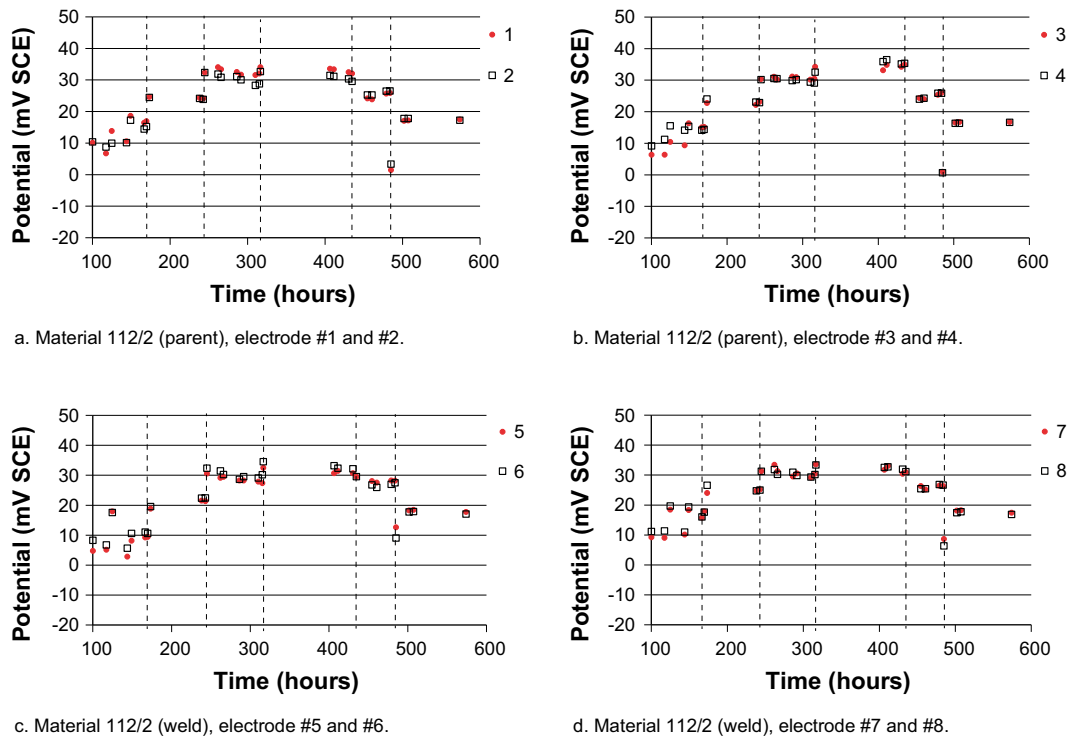 50
40
30
20
10
0
-10
-20
Potential (mV SCE)
100 200 300 400 500 600
Time (hours)
1
2
a. Material 112/2 (parent), electrode #1 and #2.
50
40
30
20
10
0
-10
-20
Potential (mV SCE)
100 200 300 400 500 600
Time (hours)
3
4
b. Material 112/2 (parent), electrode #3 and #4.
50
40
30
20
10
0
-10
-20
Potential (mV SCE)
100 200 300 400 500 600
Time (hours)
5
6
c. Material 112/2 (weld), electrode #5 and #6.
50
40
30
20
10
0
-10
-20
Potential (mV SCE)
100 200 300 400 500 600
Time (hours)
7
8
d. Material 112/2 (weld), electrode #7 and #8.